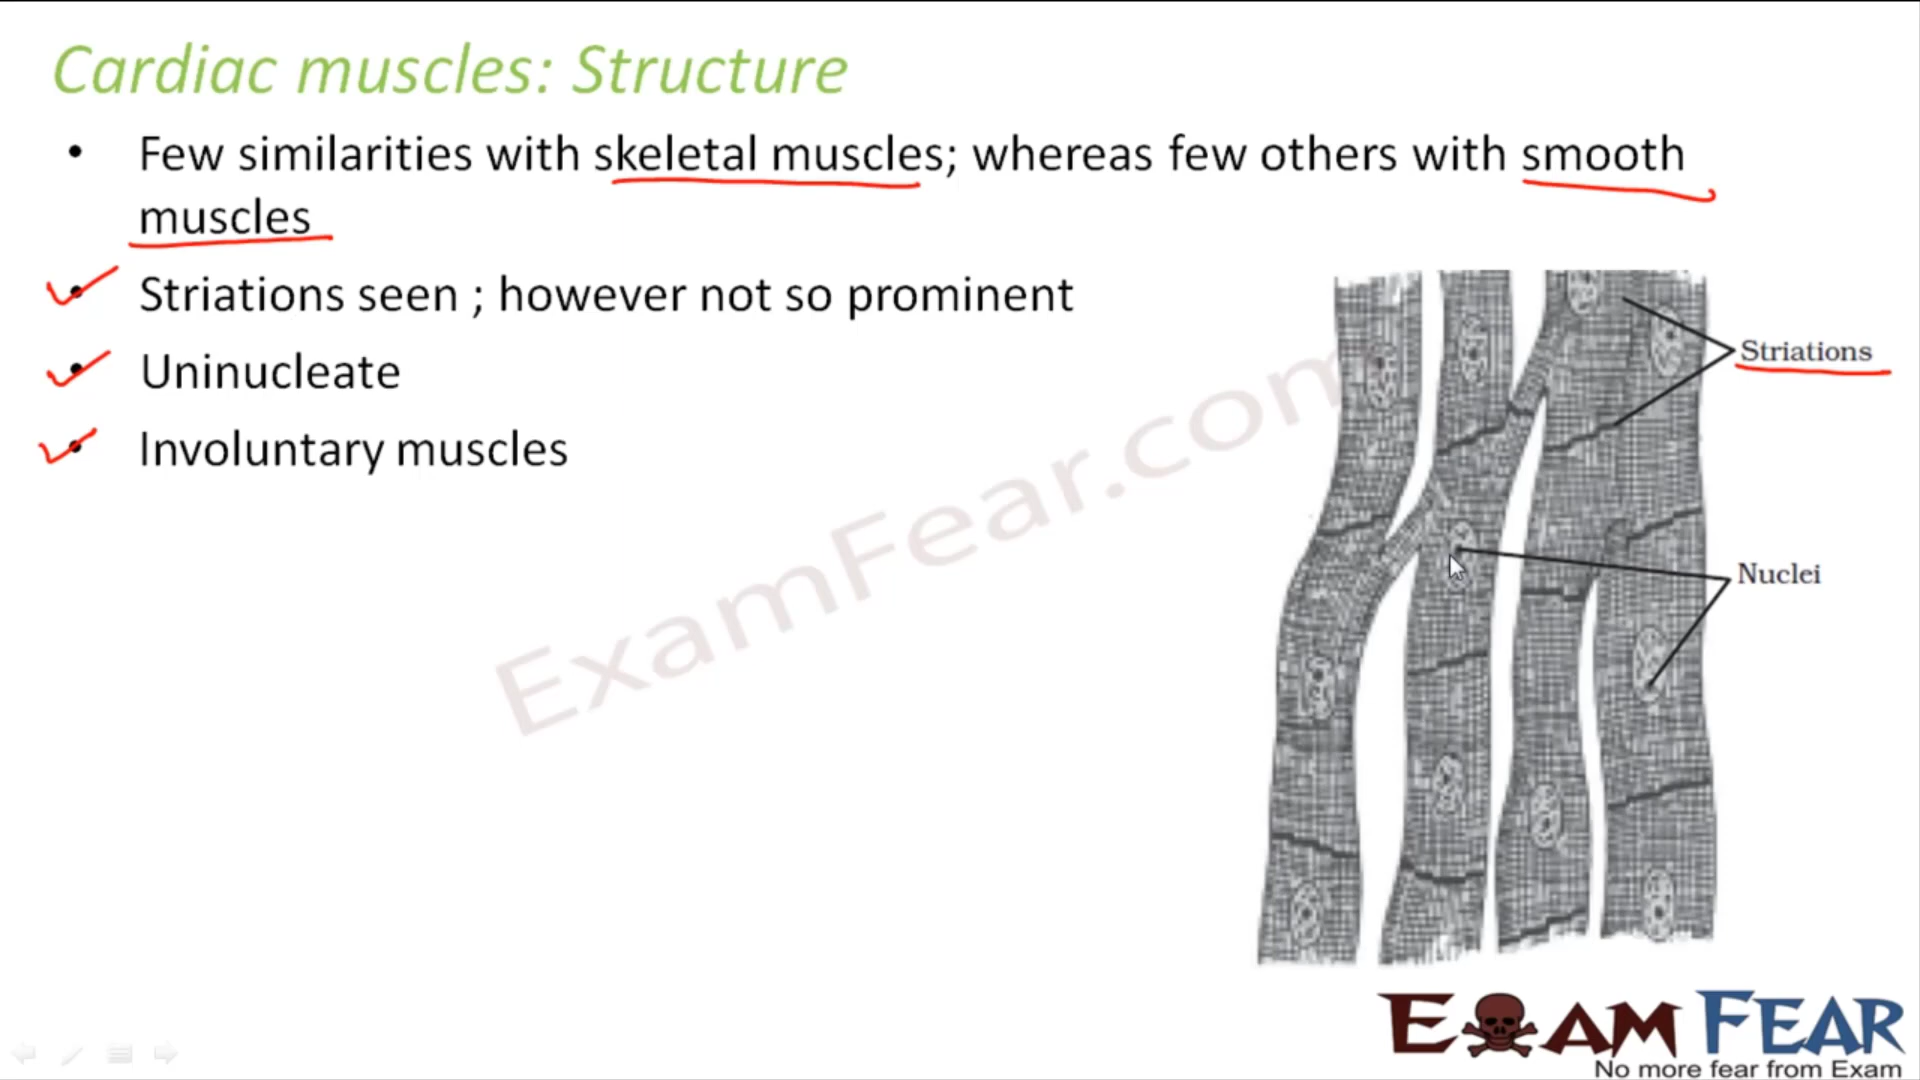 Cardiac muscles: Structure
• Few similarities with skeletal muscles; whereas few others with smooth
muscles
• Striations seen ; however not so prominent
• Uninucleate
• Involuntary muscles
Striations
Nuclei
ExamFear.com
EXAM FEAR
No more fear from Exam